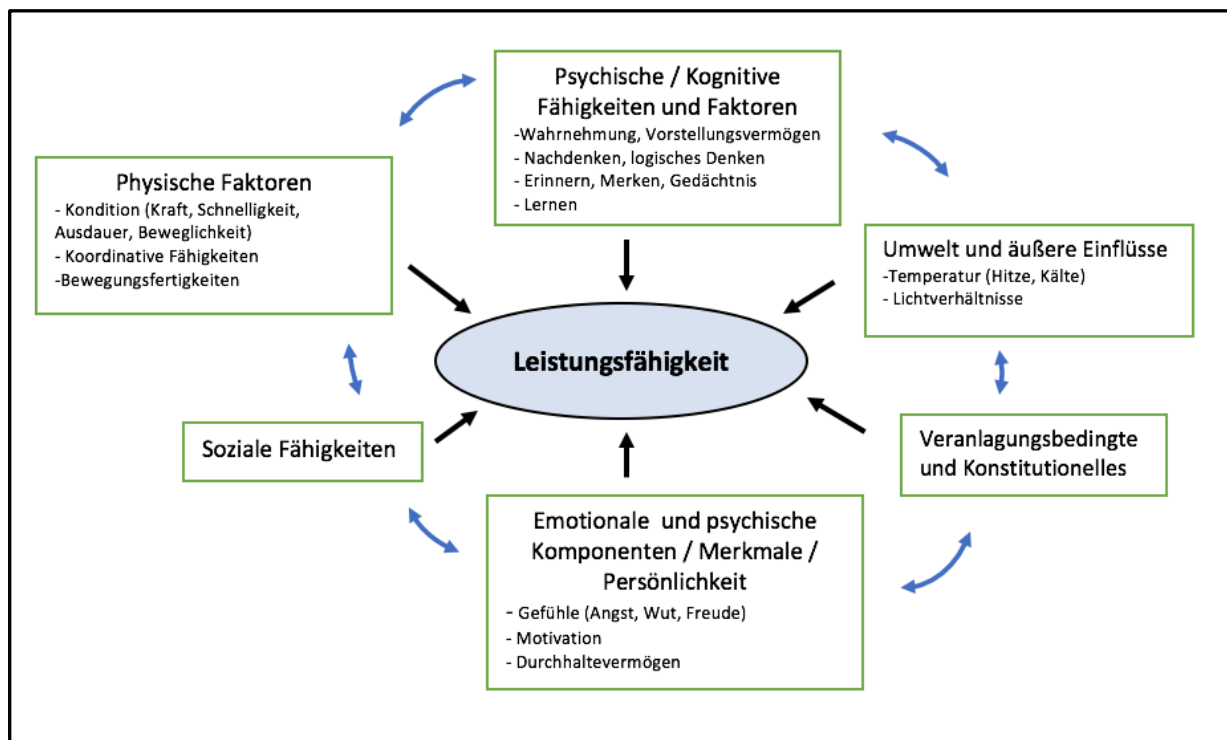 Psychische / Kognitive
Fähigkeiten und Faktoren
-Wahrnehmung, Vorstellungsvermögen
- Nachdenken, logisches Denken
- Erinnern, Merken, Gedächtnis
- Lernen
Physische Faktoren
- Kondition (Kraft, Schnelligkeit,
Ausdauer, Beweglichkeit)
- Koordinative Fähigkeiten
-Bewegungsfertigkeiten
Umwelt und äußere Einflüsse
-Temperatur (Hitze, Kälte)
- Lichtverhältnisse
Leistungsfähigkeit
Soziale Fähigkeiten
Veranlagungsbedingte
und Konstitutionelles
Emotionale und psychische
Komponenten / Merkmale /
Persönlichkeit
- Gefühle (Angst, Wut, Freude)
- Motivation
- Durchhaltevermögen